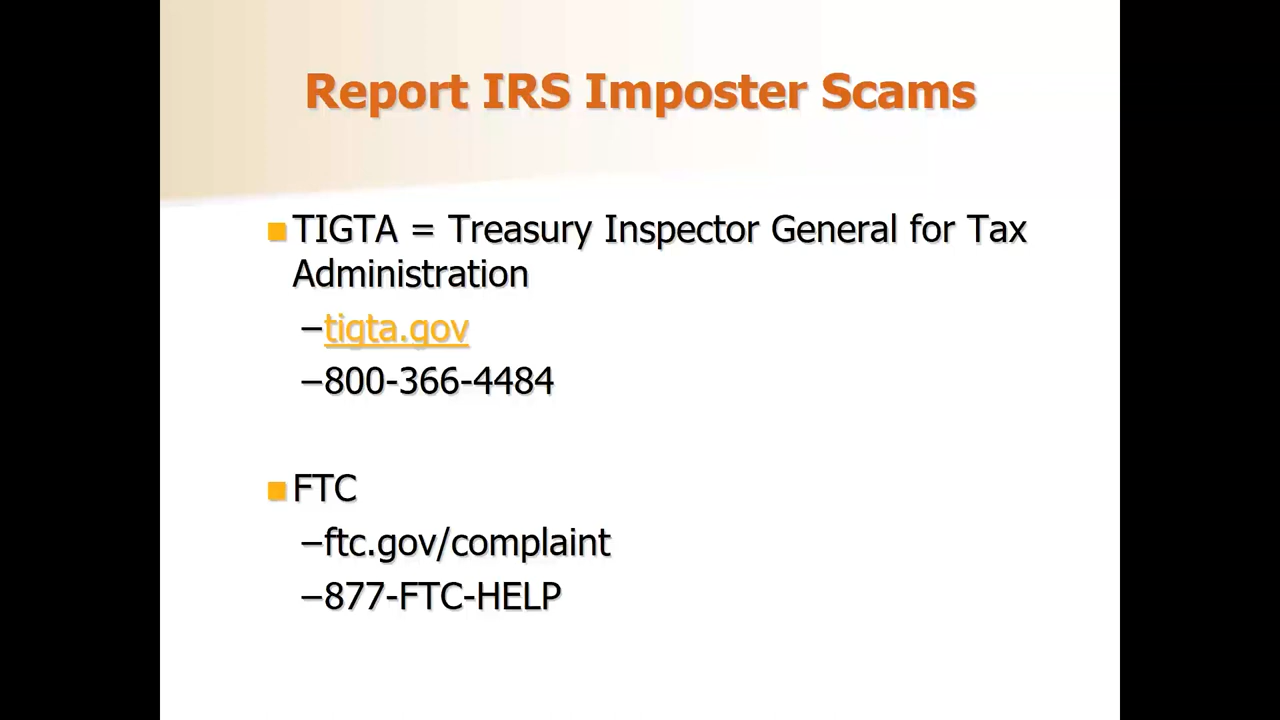 Report IRS Imposter Scams
TIGTA = Treasury Inspector General for Tax
Administration
–tigta.gov
–800-366-4484
FTC
–ftc.gov/complaint
–877-FTC-HELP